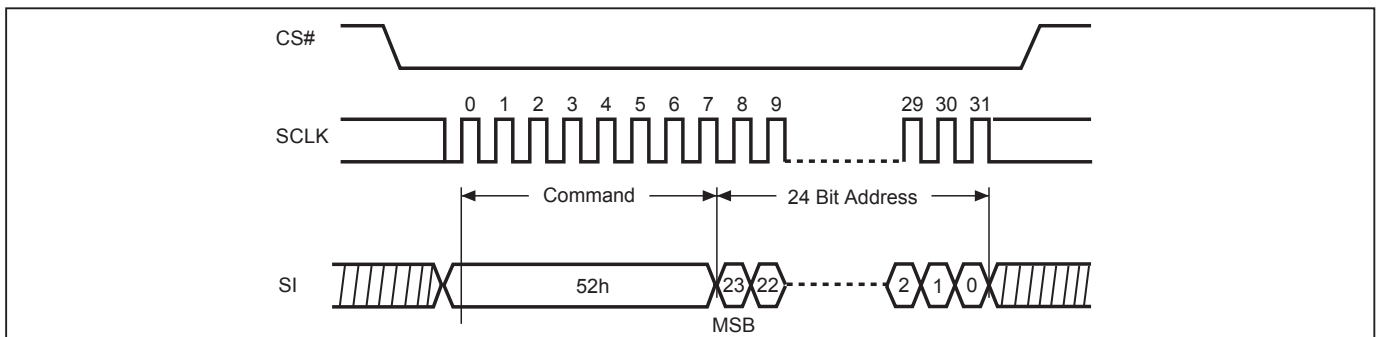 CS#
0 1 2 3 4 5 6 7 8 9 29 30 31
SCLK
Command 24 Bit Address
SI 52h 23 22 2 1 0
MSB